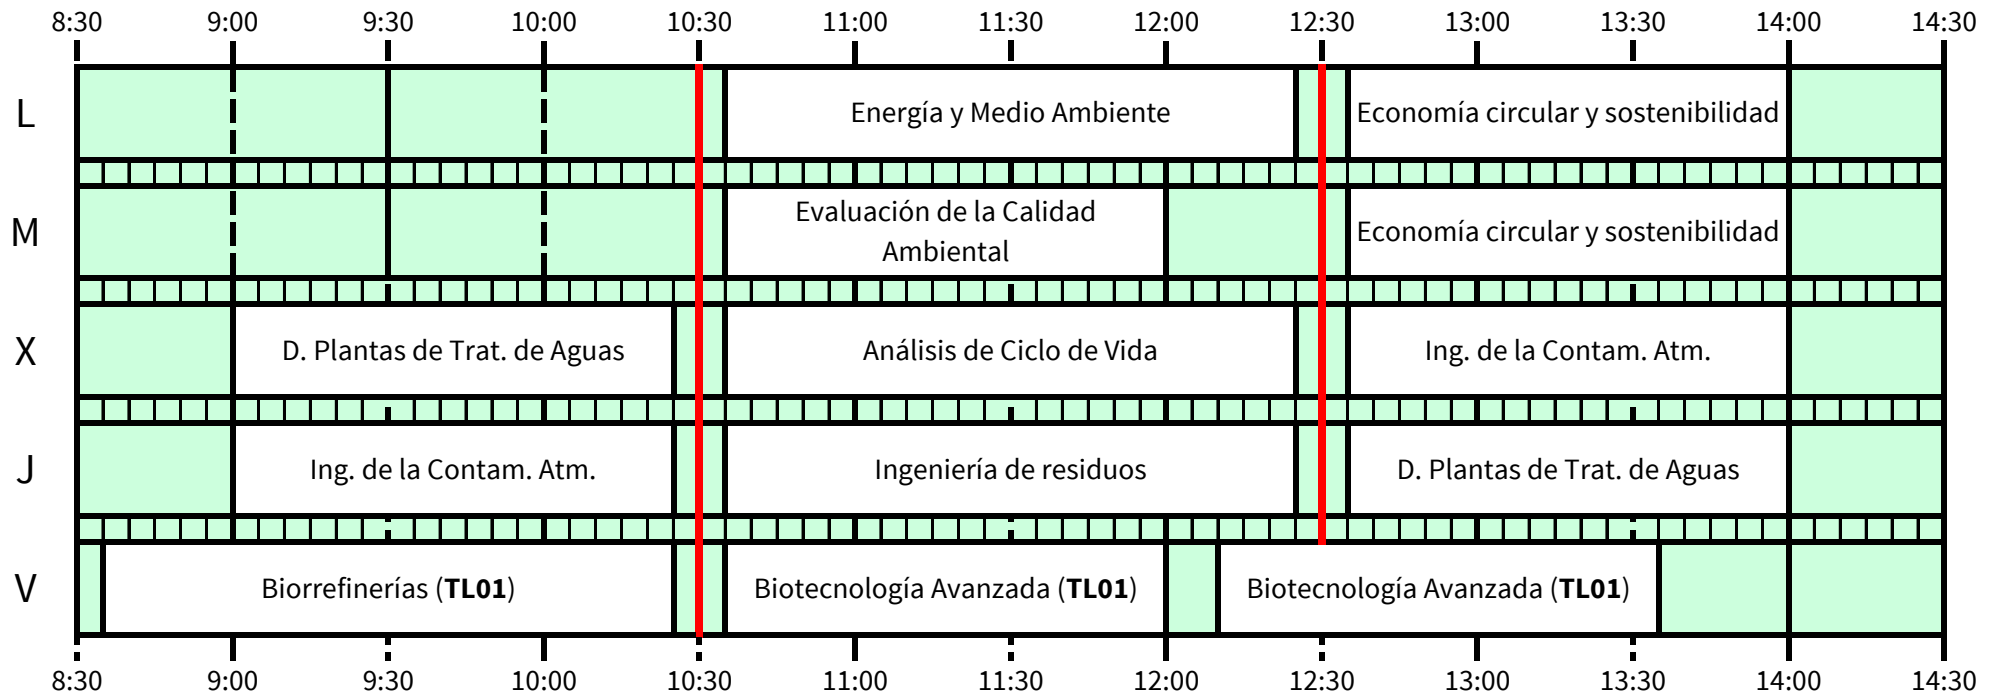 8:30 9:00 9:30 10:00 10:30 11:00 11:30 12:00 12:30 13:00 13:30 14:00 14:30
L Energía y Medio Ambiente Economía circular y sostenibilidad
M Evaluación de la Calidad
Ambiental Economía circular y sostenibilidad
X D. Plantas de Trat. de Aguas Análisis de Ciclo de Vida Ing. de la Contam. Atm.
J Ing. de la Contam. Atm. Ingeniería de residuos D. Plantas de Trat. de Aguas
V Biorrefinerías (TL01) Biotecnología Avanzada (TL01) Biotecnología Avanzada (TL01)
8:30 9:00 9:30 10:00 10:30 11:00 11:30 12:00 12:30 13:00 13:30 14:00 14:30